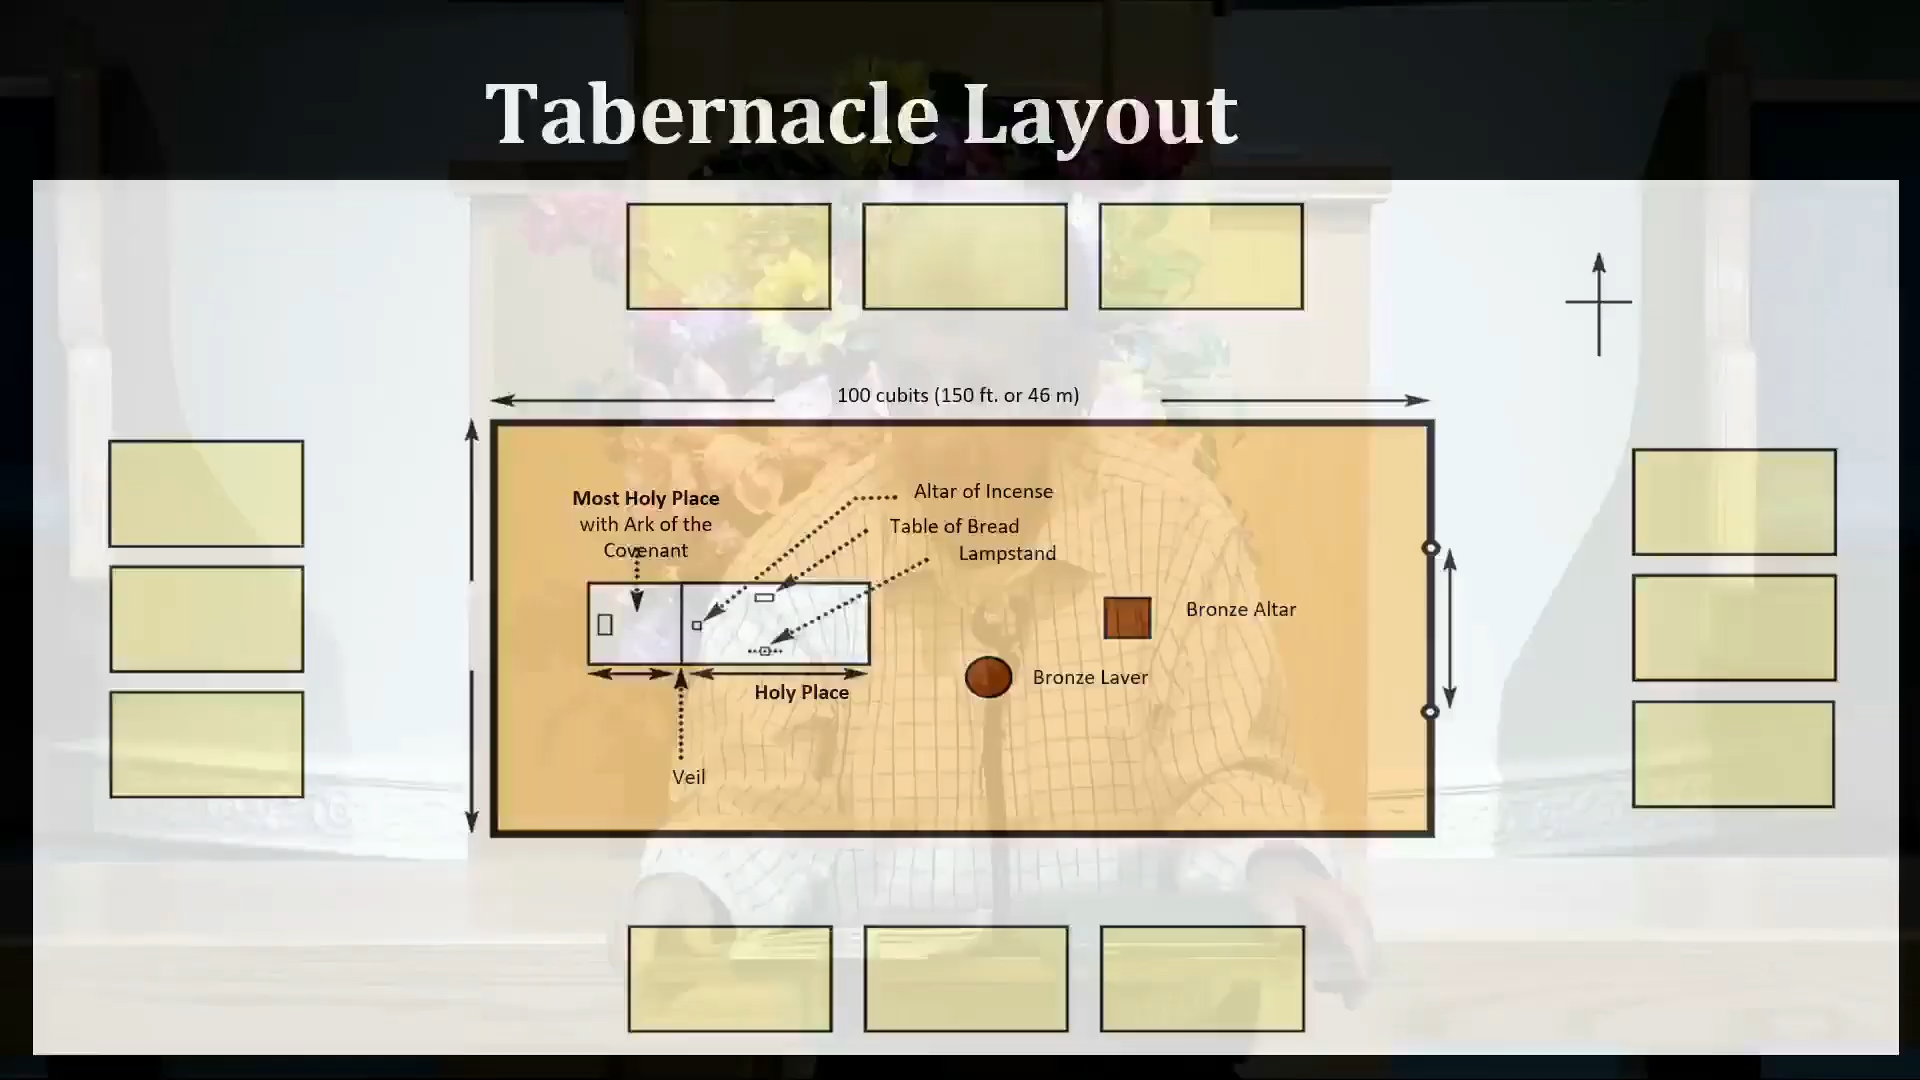 Tabernacle Layout
100 cubits (150 ft. or 46 m)
Most Holy Place
with Ark of the
Covenant
Altar of Incense
Table of Bread
Lampstand
Bronze Altar
Bronze Laver
Holy Place
Veil